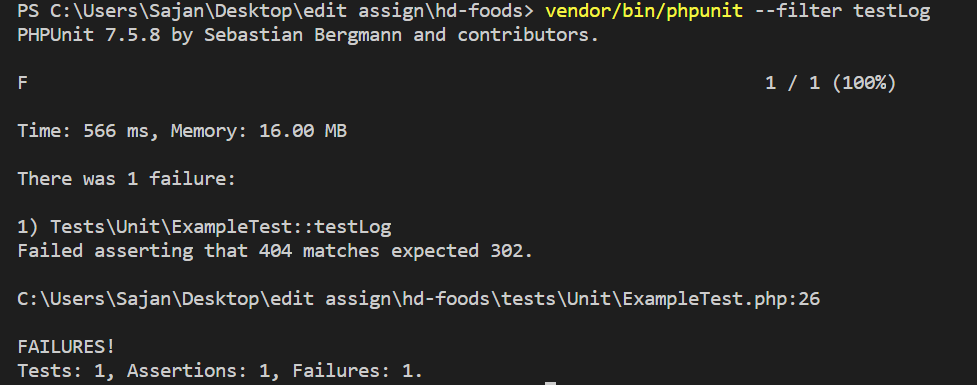 PS C:\Users\Sajan\Desktop\edit assign\hd-foods> vendor/bin/phpunit --filter testLog
PHPUnit 7.5.8 by Sebastian Bergmann and contributors.
F 1 / 1 (100%)
Time: 566 ms, Memory: 16.00 MB
There was 1 failure:
1) Tests\Unit\ExampleTest::testLog
Failed asserting that 404 matches expected 302.
C:\Users\Sajan\Desktop\edit assign\hd-foods\tests\Unit\ExampleTest.php:26
FAILURES!
Tests: 1, Assertions: 1, Failures: 1.